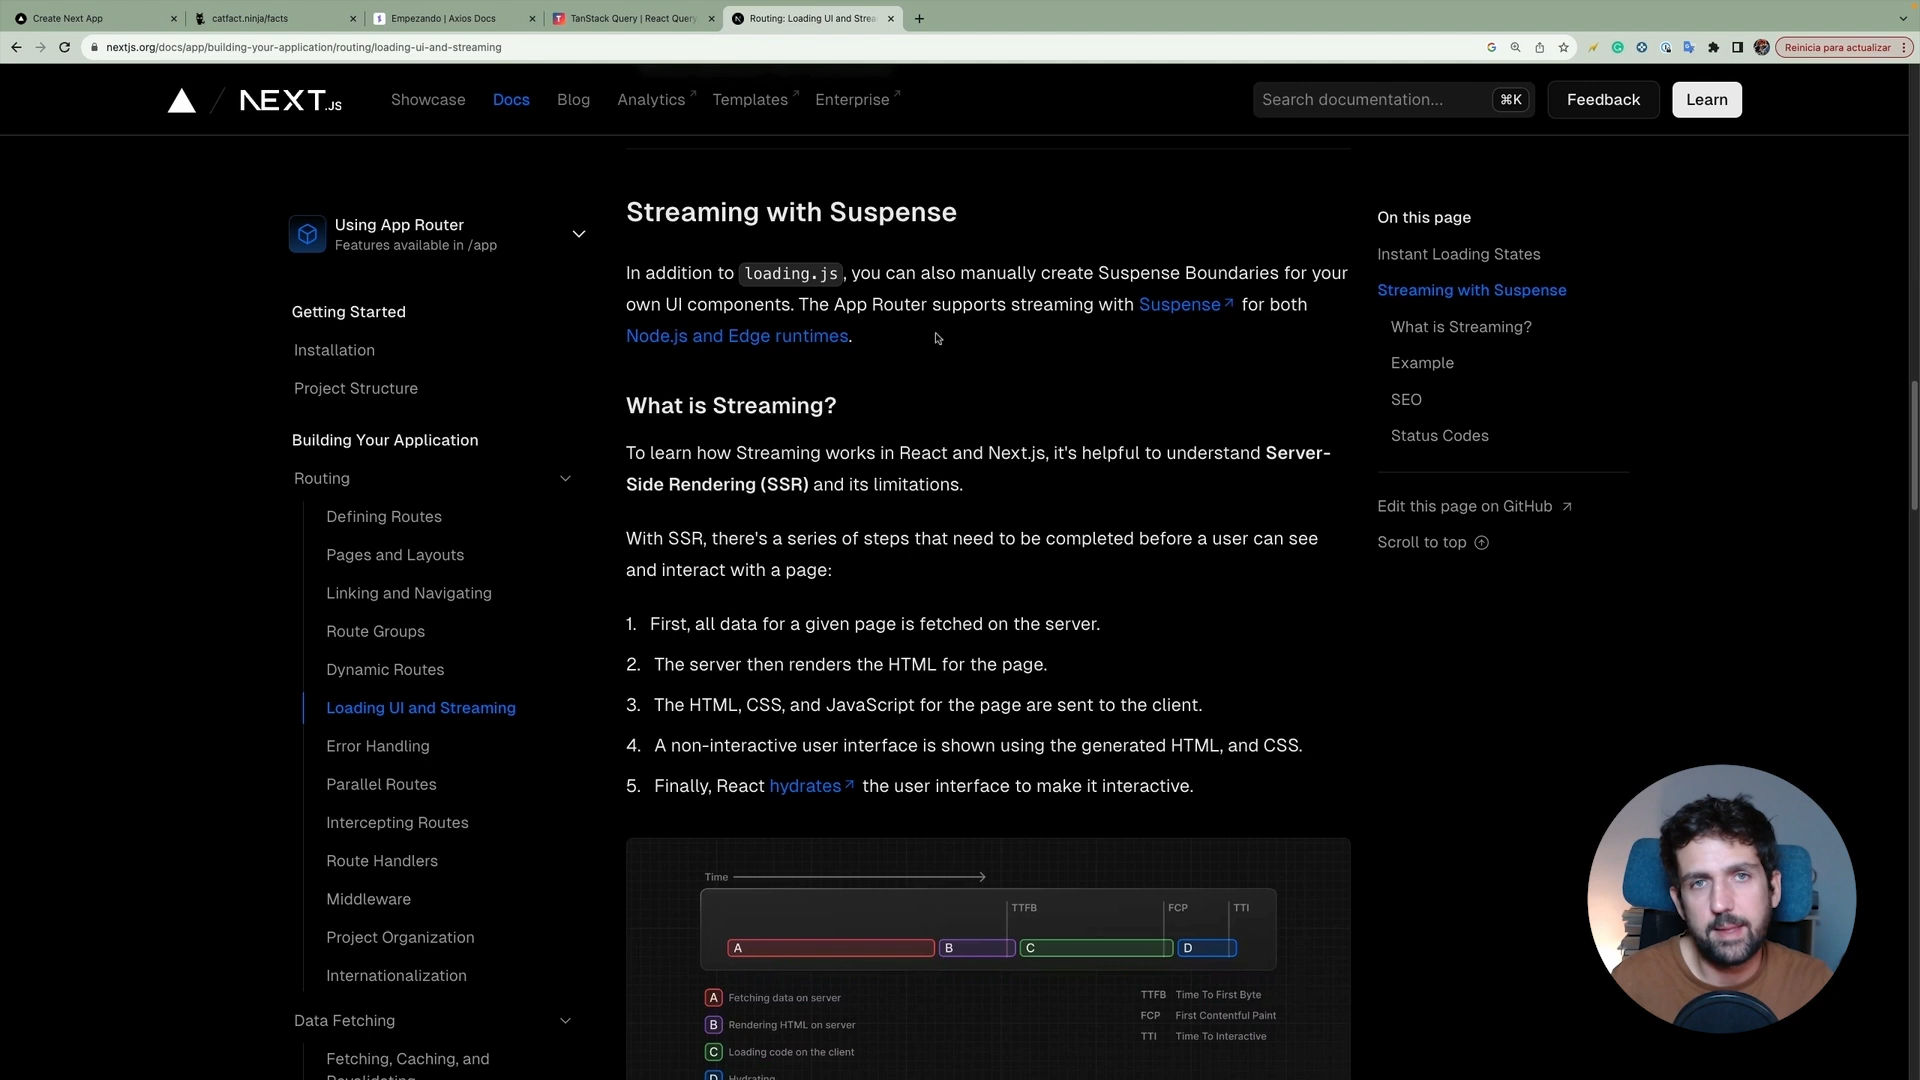 Create Next App
catfact.ninja/facts
Empezando | Axios Docs
TanStack Query | React Query,
Routing: Loading UI and Strea
nextjs.org/docs/app/building-your-application/routing/loading-ui-and-streaming
Reinicia para actualizar
NEXT.JS
Showcase
Docs
Blog
Analytics
Templates
Enterprise
Search documentation...
⌘K
Feedback
Learn
Using App Router
Features available in /app
Getting Started
Installation
Project Structure
Building Your Application
Routing
Defining Routes
Pages and Layouts
Linking and Navigating
Route Groups
Dynamic Routes
Loading UI and Streaming
Error Handling
Parallel Routes
Intercepting Routes
Route Handlers
Middleware
Project Organization
Internationalization
Data Fetching
Fetching, Caching, and
Revalidating
Streaming with Suspense
In addition to loading.js, you can also manually create Suspense Boundaries for your
own UI components. The App Router supports streaming with Suspense for both
Node.js and Edge runtimes.
What is Streaming?
To learn how Streaming works in React and Next.js, it's helpful to understand Server-
Side Rendering (SSR) and its limitations.
With SSR, there's a series of steps that need to be completed before a user can see
and interact with a page:
1. First, all data for a given page is fetched on the server.
2. The server then renders the HTML for the page.
3. The HTML, CSS, and JavaScript for the page are sent to the client.
4. A non-interactive user interface is shown using the generated HTML, and CSS.
5. Finally, React hydrates the user interface to make it interactive.
Time
TTFB
FCP
TTI
A
B
C
D
A Fetching data on server
B Rendering HTML on server
C Loading code on the client
D Hydrating
TTFB Time To First Byte
FCP First Contentful Paint
TTI Time To Interactive
On this page
Instant Loading States
Streaming with Suspense
What is Streaming?
Example
SEO
Status Codes
Edit this page on GitHub
Scroll to top